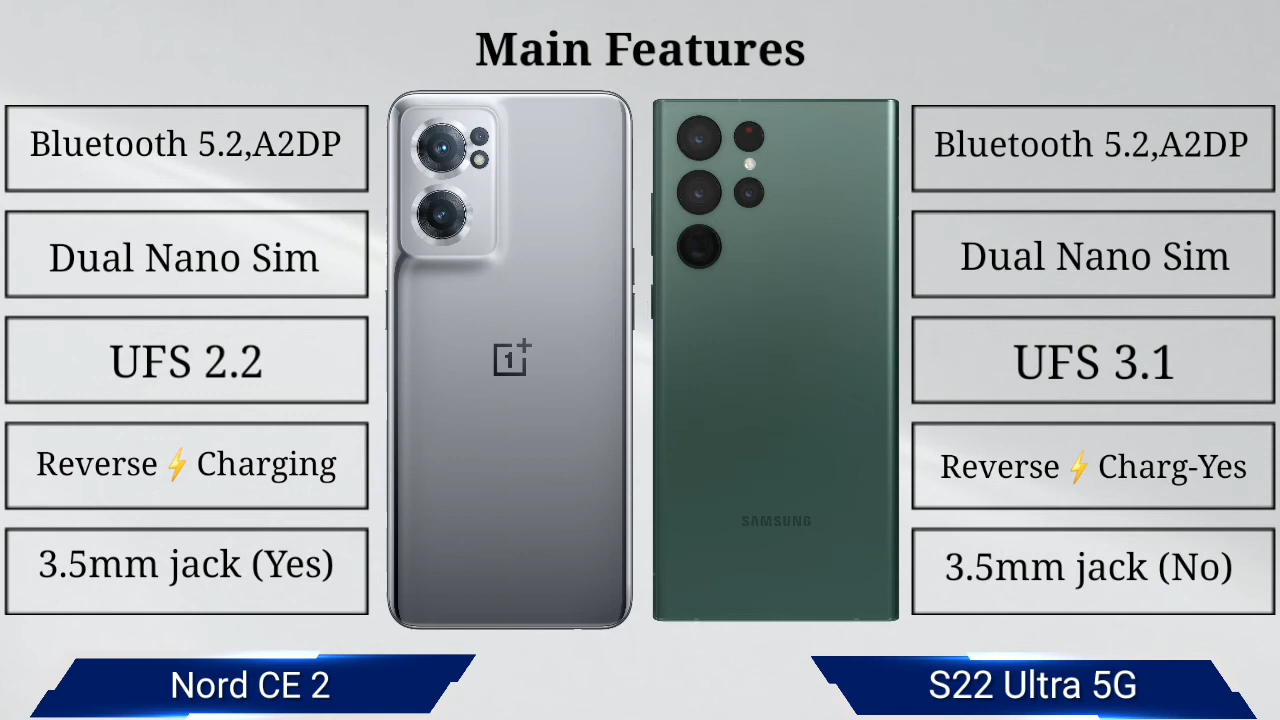 Main Features
Bluetooth 5.2,A2DP
Dual Nano Sim
UFS 2.2
Reverse⚡Charging
3.5mm jack (Yes)
1+
SAMSUNG
Bluetooth 5.2,A2DP
Dual Nano Sim
UFS 3.1
Reverse⚡Charg-Yes
3.5mm jack (No)
Nord CE 2
S22 Ultra 5G